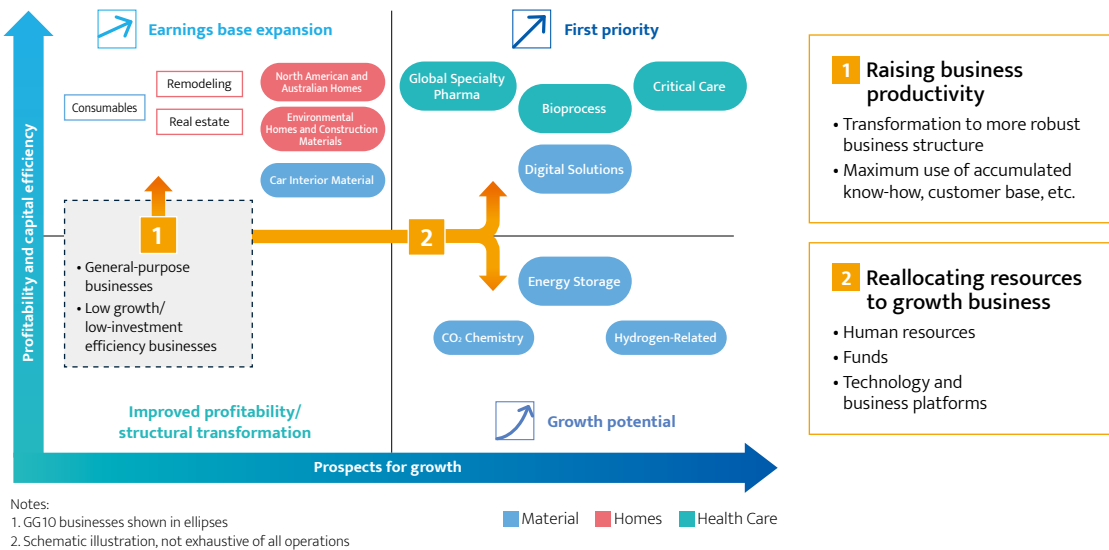 Profitability and capital efficiency
Earnings base expansion
First priority
Consumables
Remodeling
Real estate
North American and
Australian Homes
Environmental
Homes and Construction
Materials
Car Interior Material
Global Specialty
Pharma
Bioprocess
Critical Care
Digital Solutions
1
• General-purpose
businesses
• Low growth/
low-investment
efficiency businesses
2
Energy Storage
CO₂ Chemistry
Hydrogen-Related
Improved profitability/
structural transformation
Growth potential
Prospects for growth
1 Raising business
productivity
• Transformation to more robust
business structure
• Maximum use of accumulated
know-how, customer base, etc.
2 Reallocating resources
to growth business
• Human resources
• Funds
• Technology and
business platforms
Notes:
1. GG10 businesses shown in ellipses
2. Schematic illustration, not exhaustive of all operations
Material
Homes
Health Care